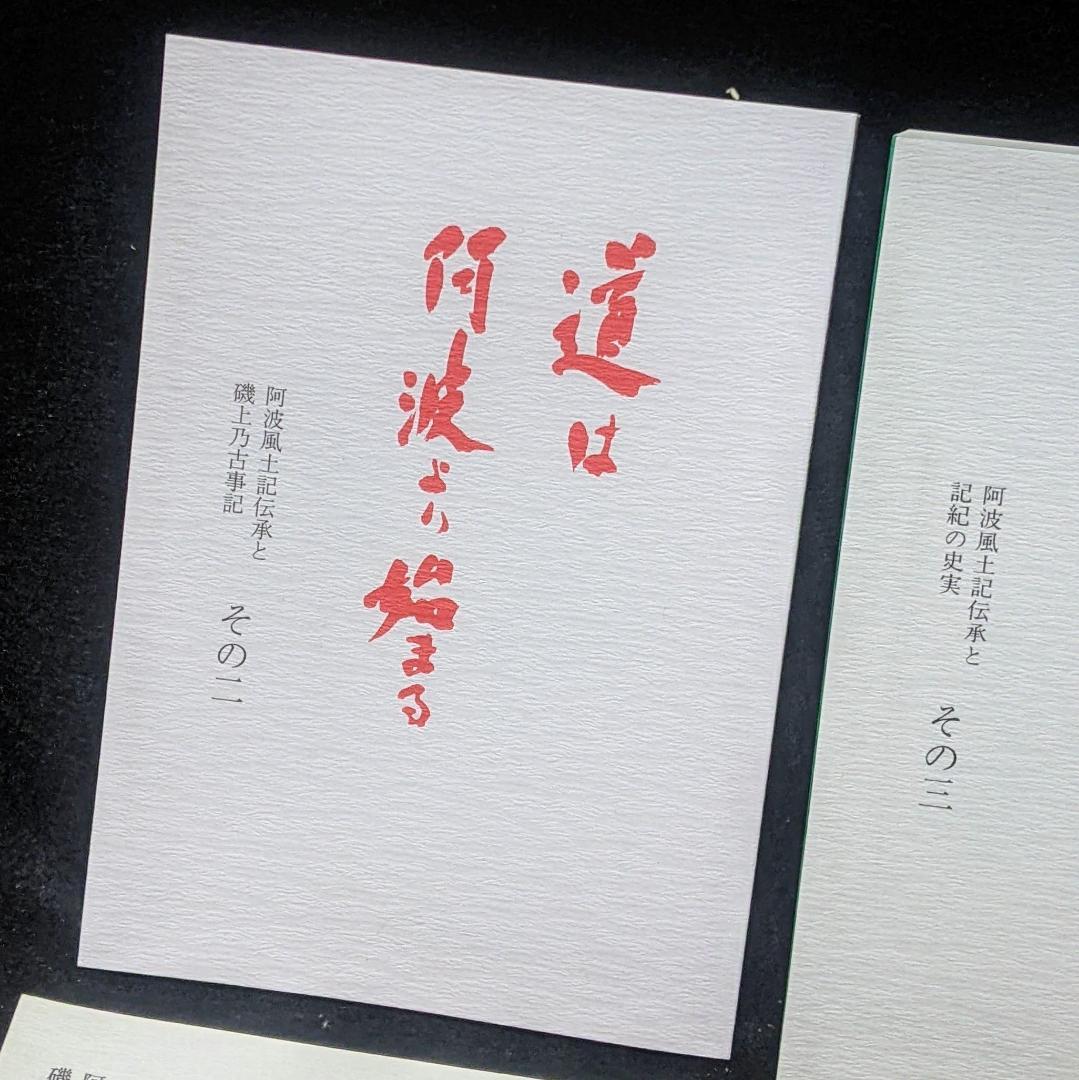 道は
阿波より始まる
阿波風土記伝承と
磯上乃古事記
その二
阿波風土記伝承と
記紀の史実
その三
阿
磯